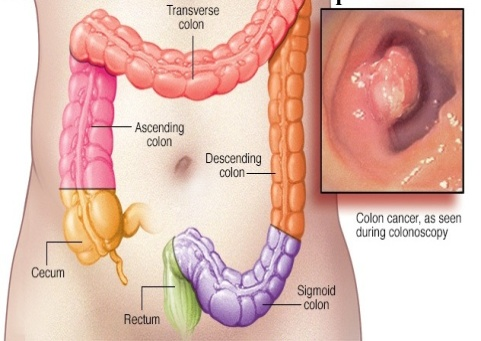 Transverse
colon
Ascending
colon
Descending
colon
Colon cancer, as seen
during colonoscopy
Cecum
Sigmoid
colon
Rectum